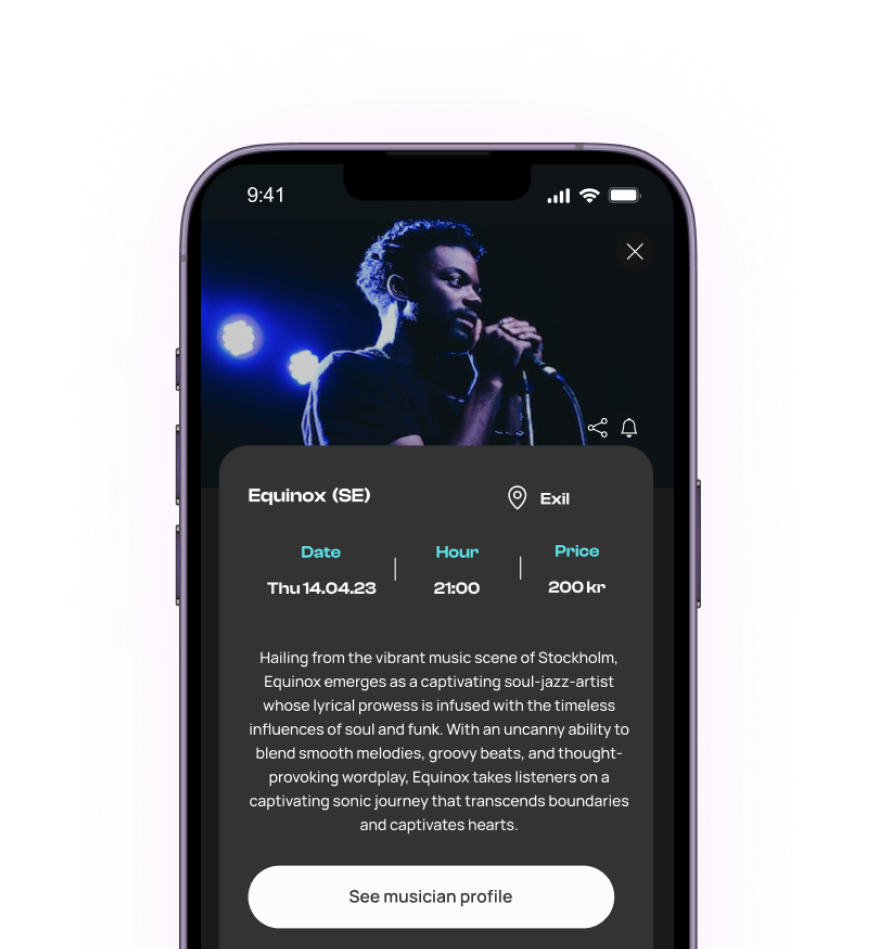 9:41
Equinox (SE)
Exil
Date
Hour
Price
Thu 14.04.23
21:00
200 kr
Hailing from the vibrant music scene of Stockholm,
Equinox emerges as a captivating soul-jazz-artist
whose lyrical prowess is infused with the timeless
influences of soul and funk. With an uncanny ability to
blend smooth melodies, groovy beats, and thought-
provoking wordplay, Equinox takes listeners on a
captivating sonic journey that transcends boundaries
and captivates hearts.
See musician profile